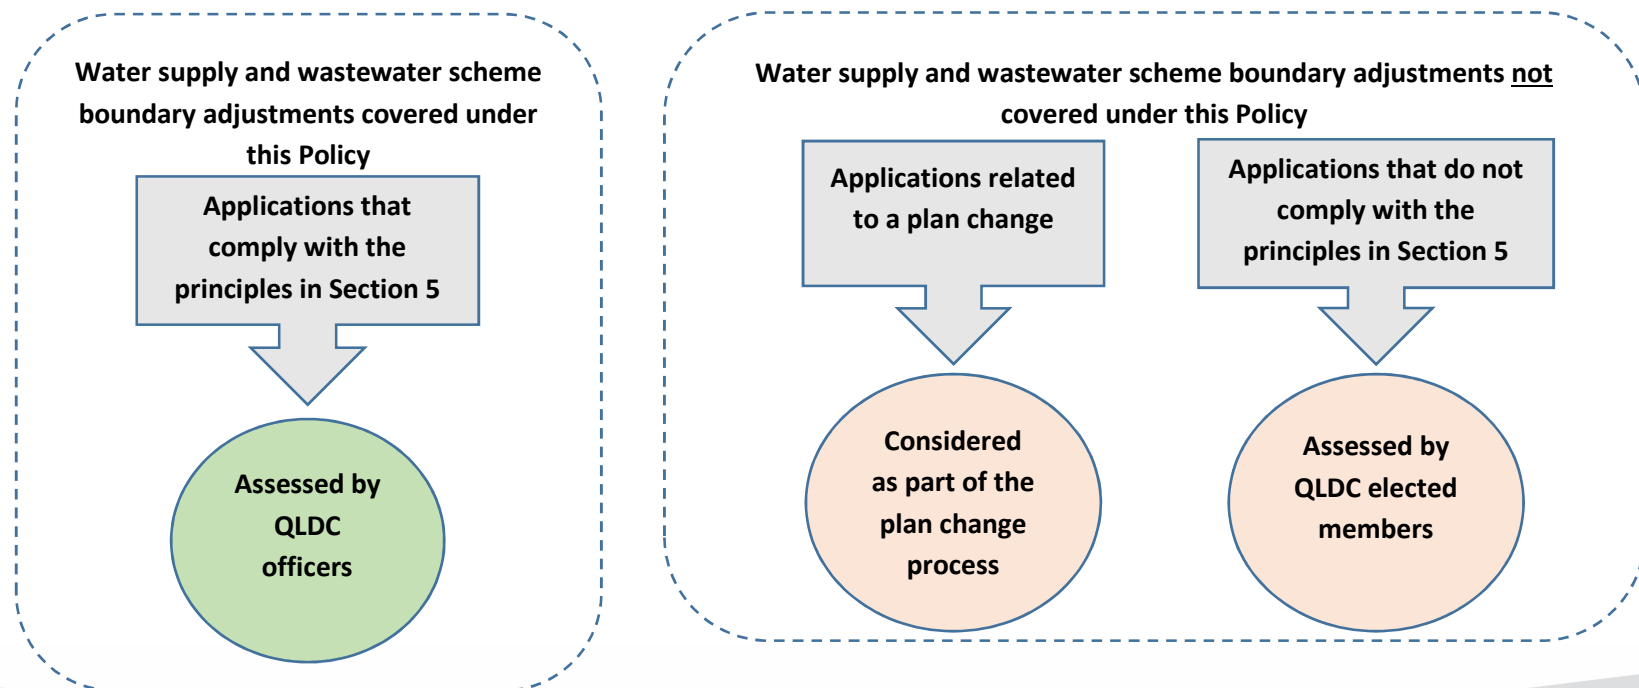 Water supply and wastewater scheme
boundary adjustments covered under
this Policy
Applications that
comply with the
principles in Section 5
Assessed by
QLDC
officers
Water supply and wastewater scheme boundary adjustments not
covered under this Policy
Applications related
to a plan change
Considered
as part of the
plan change
process
Applications that do not
comply with the
principles in Section 5
Assessed by
QLDC elected
members